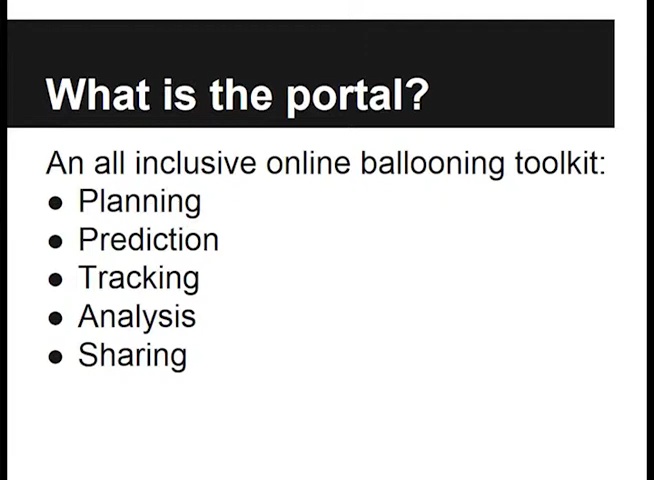 What is the portal?
An all inclusive online ballooning toolkit:
● Planning
● Prediction
● Tracking
● Analysis
● Sharing